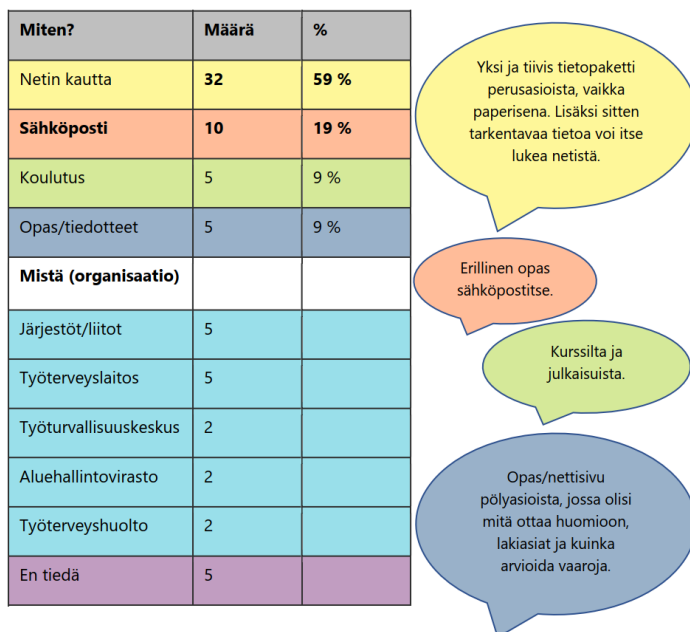 Miten? Määrä %
Netin kautta 32 59 %
Sähköposti 10 19 %
Koulutus 5 9 %
Opas/tiedotteet 5 9 %
Mistä (organisaatio)
Järjestöt/liitot 5
Työterveyslaitos 5
Työturvallisuuskeskus 2
Aluehallintovirasto 2
Työterveyshuolto 2
En tiedä 5
Yksi ja tiivis tietopaketti
perusasioista, vaikka
paperisena. Lisäksi sitten
tarkentavaa tietoa voi itse
lukea netistä.
Erillinen opas
sähköpostitse.
Kurssilta ja
julkaisuista.
Opas/nettisivu
pölyasioista, jossa olisi
mitä ottaa huomioon,
lakiasiat ja kuinka
arvioida vaaroja.